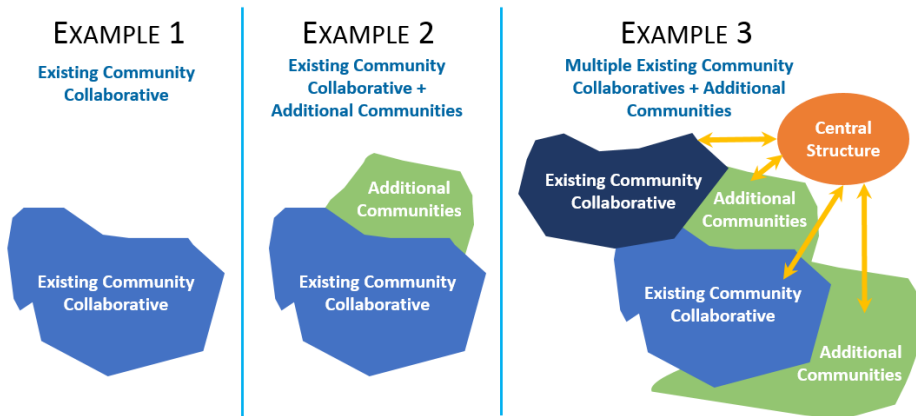 EXAMPLE 1
Existing Community
Collaborative
Existing Community
Collaborative
EXAMPLE 2
Existing Community
Collaborative +
Additional Communities
Additional
Communities
Existing Community
Collaborative
EXAMPLE 3
Multiple Existing Community
Collaboratives + Additional
Communities
Central
Structure
Existing Community
Collaborative
Additional
Communities
Existing Community
Collaborative
Additional
Communities